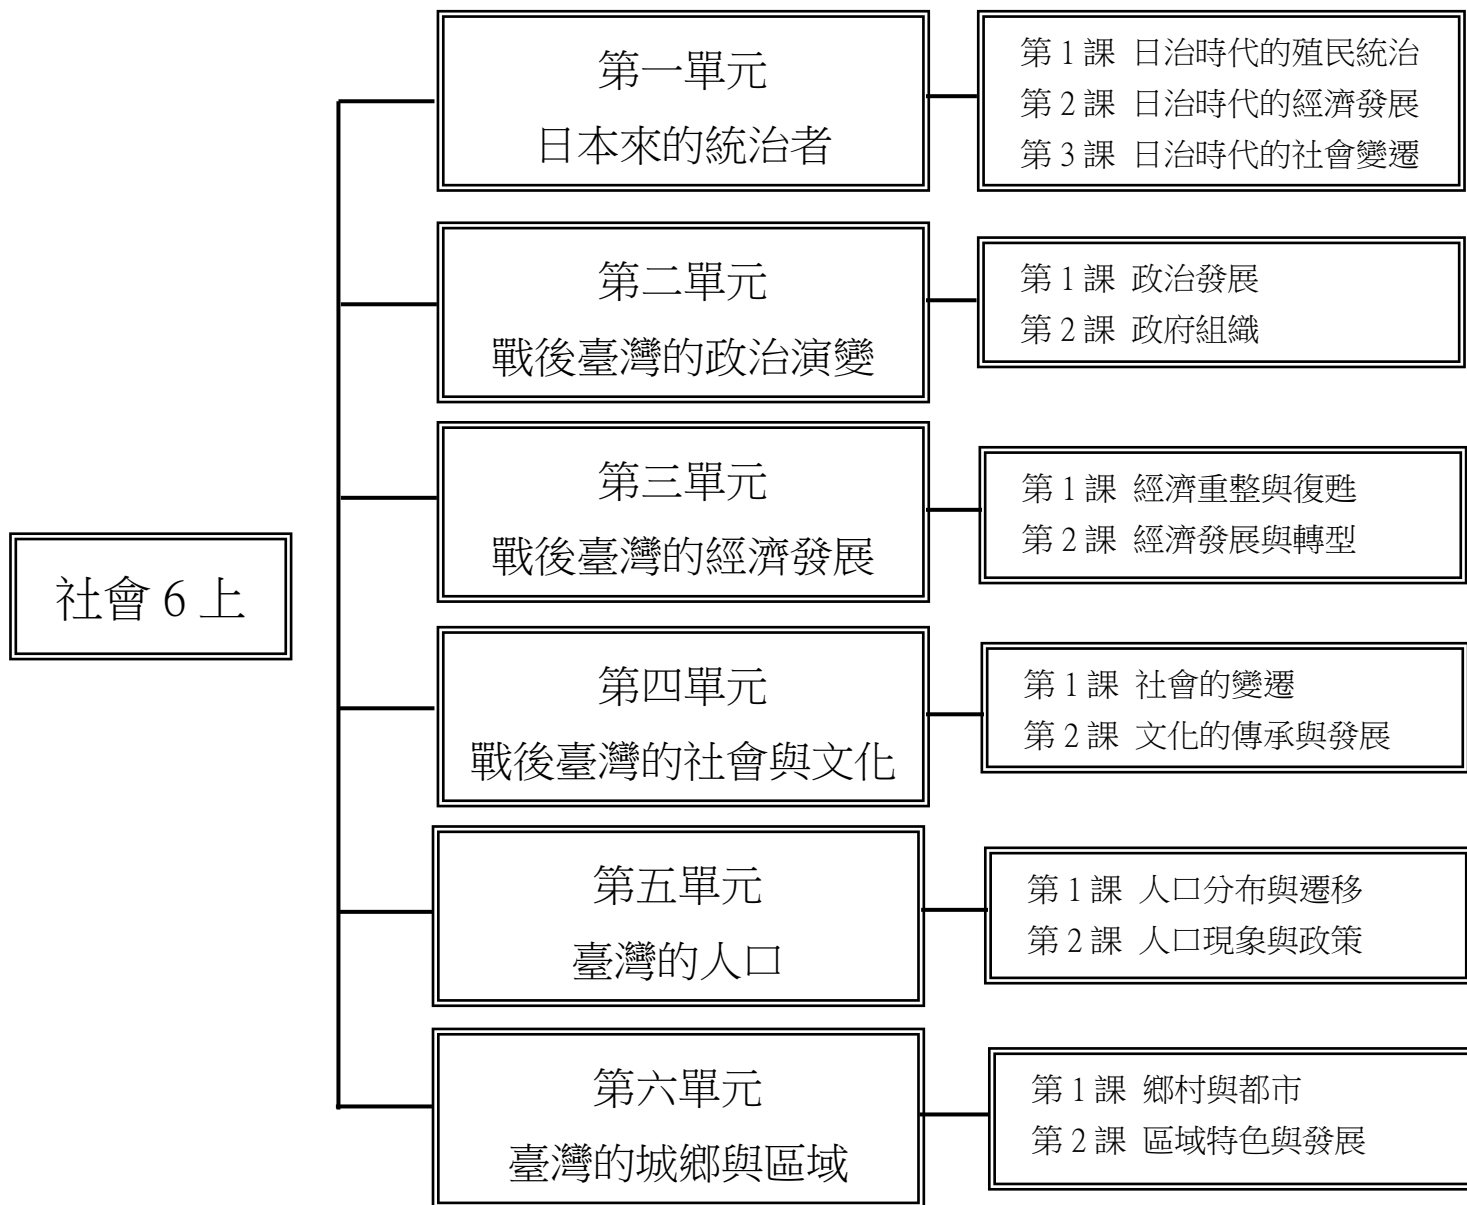 社會 6 上
第一單元
日本來的統治者
第 1 課 日治時代的殖民統治
第 2 課 日治時代的經濟發展
第 3 課 日治時代的社會變遷
第二單元
戰後臺灣的政治演變
第 1 課 政治發展
第 2 課 政府組織
第三單元
戰後臺灣的經濟發展
第 1 課 經濟重整與復甦
第 2 課 經濟發展與轉型
第四單元
戰後臺灣的社會與文化
第 1 課 社會的變遷
第 2 課 文化的傳承與發展
第五單元
臺灣的人口
第 1 課 人口分布與遷移
第 2 課 人口現象與政策
第六單元
臺灣的城鄉與區域
第 1 課 鄉村與都市
第 2 課 區域特色與發展